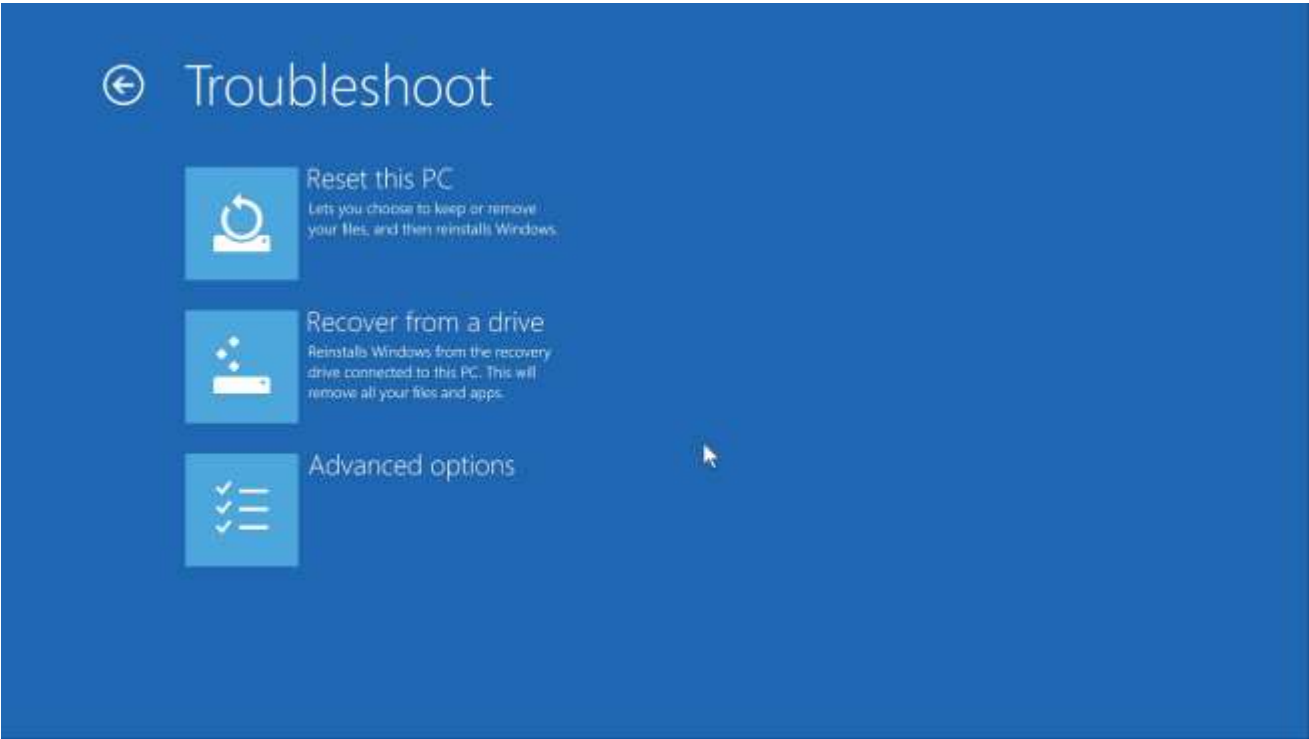 Troubleshoot
Reset this PC
Lets you choose to keep or remove
your files, and then reinstalls Windows.
Recover from a drive
Reinstalls Windows from the recovery
drive connected to this PC. This will
remove all your files and apps.
Advanced options